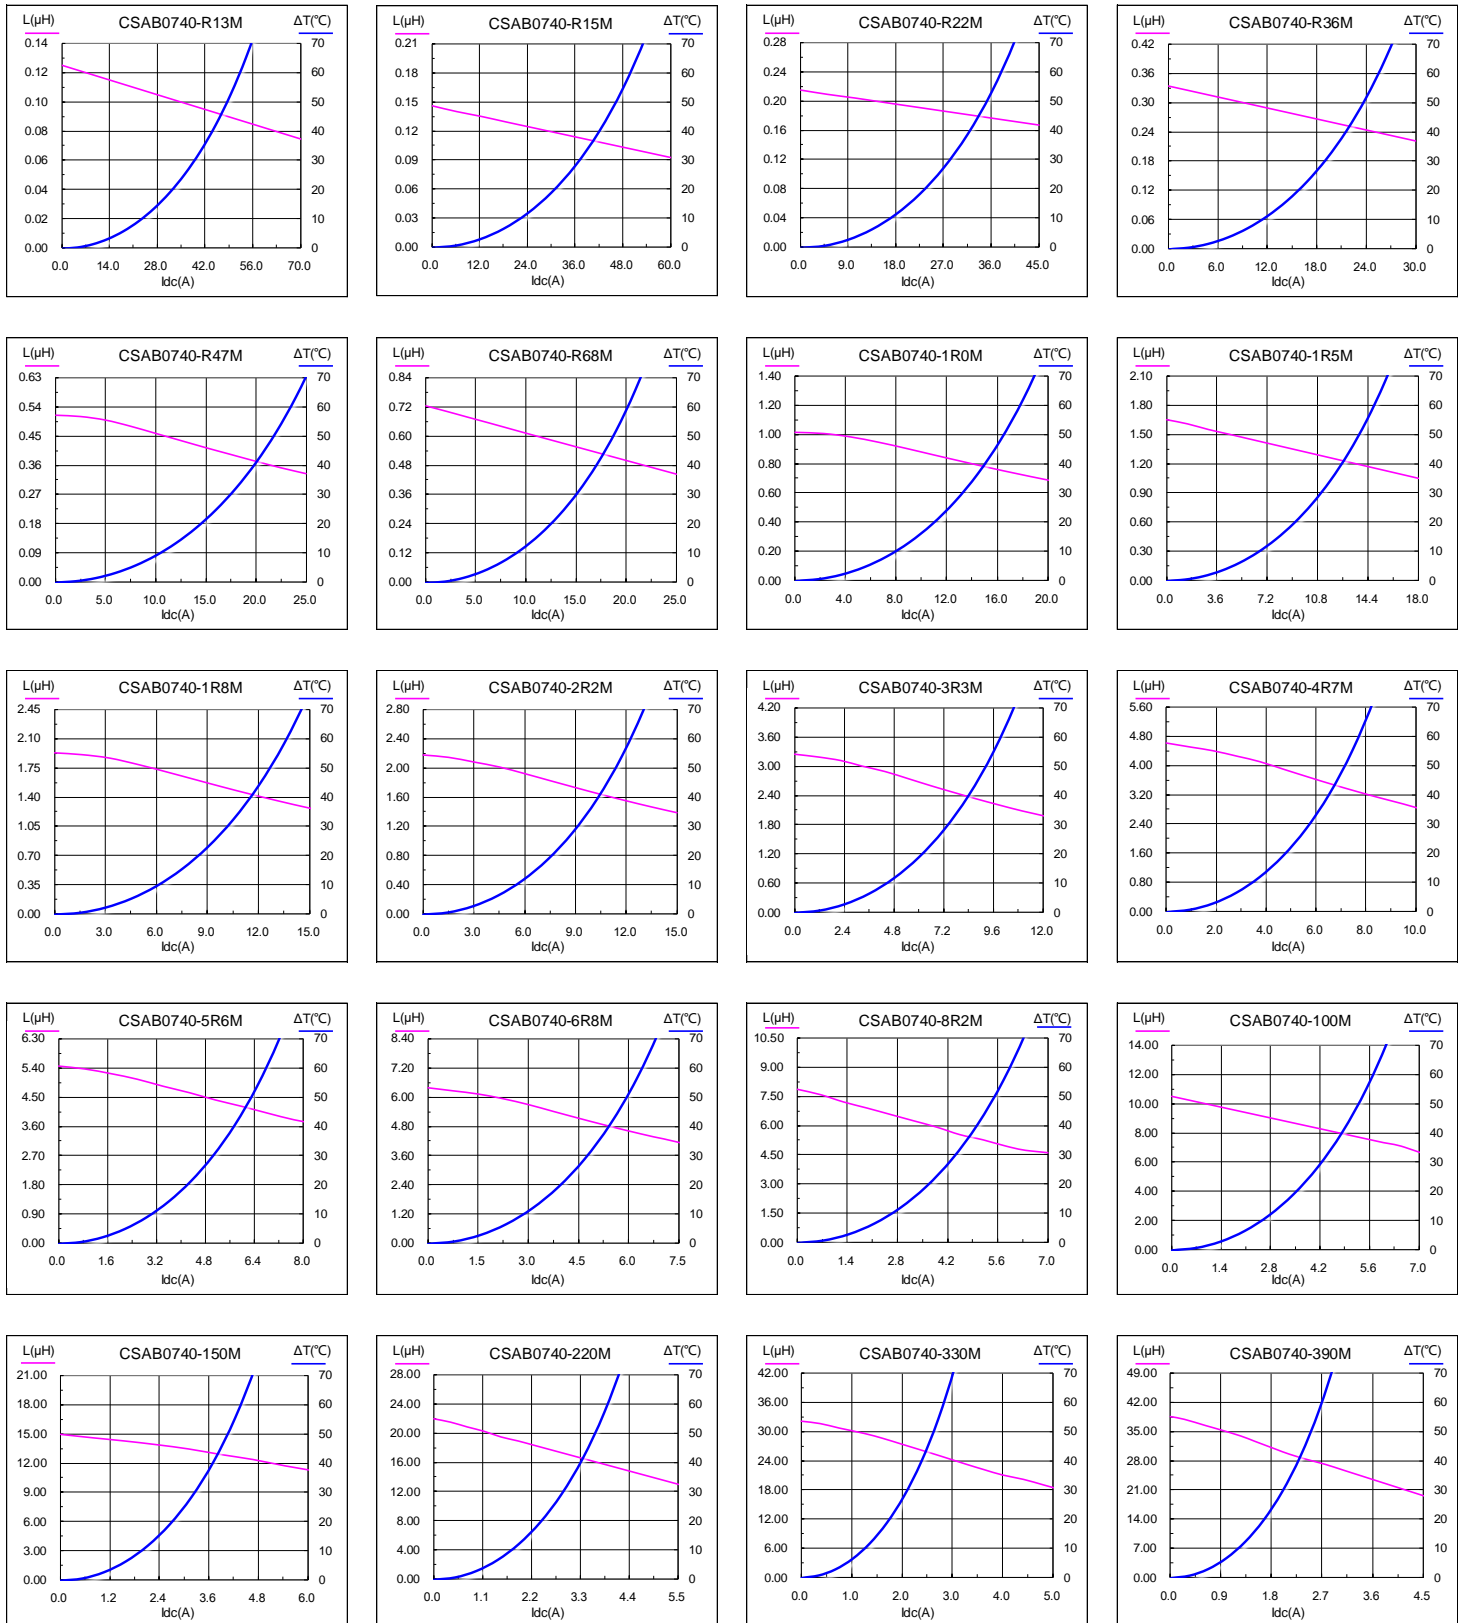 L(μH) CSAB0740-R13M ΔT(℃)
0.14 70
0.12 60
0.10 50
0.08 40
0.06 30
0.04 20
0.02 10
0.00 0
0.0 14.0 28.0 42.0 56.0 70.0
Idc(A)
L(μH) CSAB0740-R15M ΔT(℃)
0.21 70
0.18 60
0.15 50
0.12 40
0.09 30
0.06 20
0.03 10
0.00 0
0.0 12.0 24.0 36.0 48.0 60.0
Idc(A)
L(μH) CSAB0740-R22M ΔT(℃)
0.28 70
0.24 60
0.20 50
0.16 40
0.12 30
0.08 20
0.04 10
0.00 0
0.0 9.0 18.0 27.0 36.0 45.0
Idc(A)
L(μH) CSAB0740-R36M ΔT(℃)
0.42 70
0.36 60
0.30 50
0.24 40
0.18 30
0.12 20
0.06 10
0.00 0
0.0 6.0 12.0 18.0 24.0 30.0
Idc(A)
L(μH) CSAB0740-R47M ΔT(℃)
0.63 70
0.54 60
0.45 50
0.36 40
0.27 30
0.18 20
0.09 10
0.00 0
0.0 5.0 10.0 15.0 20.0 25.0
Idc(A)
L(μH) CSAB0740-R68M ΔT(℃)
0.84 70
0.72 60
0.60 50
0.48 40
0.36 30
0.24 20
0.12 10
0.00 0
0.0 5.0 10.0 15.0 20.0 25.0
Idc(A)
L(μH) CSAB0740-1R0M ΔT(℃)
1.40 70
1.20 60
1.00 50
0.80 40
0.60 30
0.40 20
0.20 10
0.00 0
0.0 4.0 8.0 12.0 16.0 20.0
Idc(A)
L(μH) CSAB0740-1R5M ΔT(℃)
2.10 70
1.80 60
1.50 50
1.20 40
0.90 30
0.60 20
0.30 10
0.00 0
0.0 3.6 7.2 10.8 14.4 18.0
Idc(A)
L(μH) CSAB0740-1R8M ΔT(℃)
2.45 70
2.10 60
1.75 50
1.40 40
1.05 30
0.70 20
0.35 10
0.00 0
0.0 3.0 6.0 9.0 12.0 15.0
Idc(A)
L(μH) CSAB0740-2R2M ΔT(℃)
2.80 70
2.40 60
2.00 50
1.60 40
1.20 30
0.80 20
0.40 10
0.00 0
0.0 3.0 6.0 9.0 12.0 15.0
Idc(A)
L(μH) CSAB0740-3R3M ΔT(℃)
4.20 70
3.60 60
3.00 50
2.40 40
1.80 30
1.20 20
0.60 10
0.00 0
0.0 2.4 4.8 7.2 9.6 12.0
Idc(A)
L(μH) CSAB0740-4R7M ΔT(℃)
5.60 70
4.80 60
4.00 50
3.20 40
2.40 30
1.60 20
0.80 10
0.00 0
0.0 2.0 4.0 6.0 8.0 10.0
Idc(A)
L(μH) CSAB0740-5R6M ΔT(℃)
6.30 70
5.40 60
4.50 50
3.60 40
2.70 30
1.80 20
0.90 10
0.00 0
0.0 1.6 3.2 4.8 6.4 8.0
Idc(A)
L(μH) CSAB0740-6R8M ΔT(℃)
8.40 70
7.20 60
6.00 50
4.80 40
3.60 30
2.40 20
1.20 10
0.00 0
0.0 1.5 3.0 4.5 6.0 7.5
Idc(A)
L(μH) CSAB0740-8R2M ΔT(℃)
10.50 70
9.00 60
7.50 50
6.00 40
4.50 30
3.00 20
1.50 10
0.00 0
0.0 1.4 2.8 4.2 5.6 7.0
Idc(A)
L(μH) CSAB0740-100M ΔT(℃)
14.00 70
12.00 60
10.00 50
8.00 40
6.00 30
4.00 20
2.00 10
0.00 0
0.0 1.4 2.8 4.2 5.6 7.0
Idc(A)
L(μH) CSAB0740-150M ΔT(℃)
21.00 70
18.00 60
15.00 50
12.00 40
9.00 30
6.00 20
3.00 10
0.00 0
0.0 1.2 2.4 3.6 4.8 6.0
Idc(A)
L(μH) CSAB0740-220M ΔT(℃)
28.00 70
24.00 60
20.00 50
16.00 40
12.00 30
8.00 20
4.00 10
0.00 0
0.0 1.1 2.2 3.3 4.4 5.5
Idc(A)
L(μH) CSAB0740-330M ΔT(℃)
42.00 70
36.00 60
30.00 50
24.00 40
18.00 30
12.00 20
6.00 10
0.00 0
0.0 1.0 2.0 3.0 4.0 5.0
Idc(A)
L(μH) CSAB0740-390M ΔT(℃)
49.00 70
42.00 60
35.00 50
28.00 40
21.00 30
14.00 20
7.00 10
0.00 0
0.0 0.9 1.8 2.7 3.6 4.5
Idc(A)